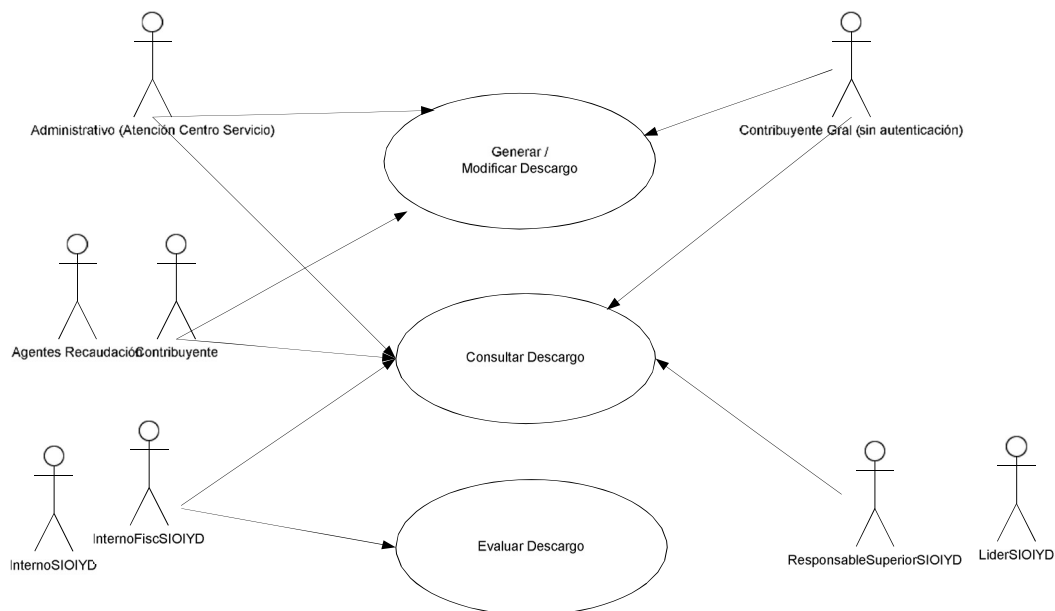 Administrativo (Atención Centro Servicio)
Contribuyente Gral (sin autenticación)
Generar /
Modificar Descargo
Agentes Recaudación
Contribuyente
Consultar Descargo
InternoFiscSIOIYD
InternoSIOIYD
Evaluar Descargo
ResponsableSuperiorSIOIYD
LiderSIOIYD